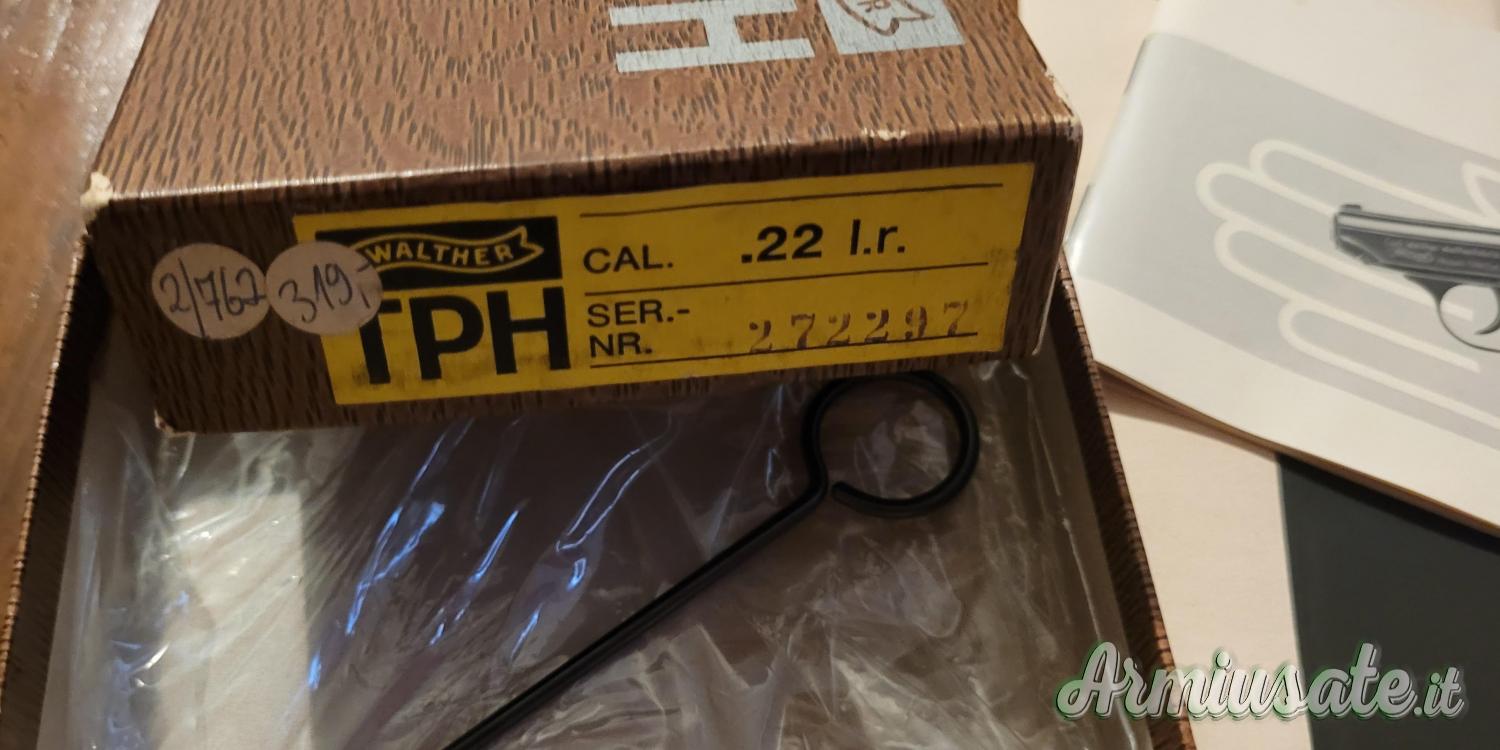 H
WALTHER
TPH
CAL. .22 l.r.
SER.-
NR. 272297
2/762
319,-
Armiusate.it